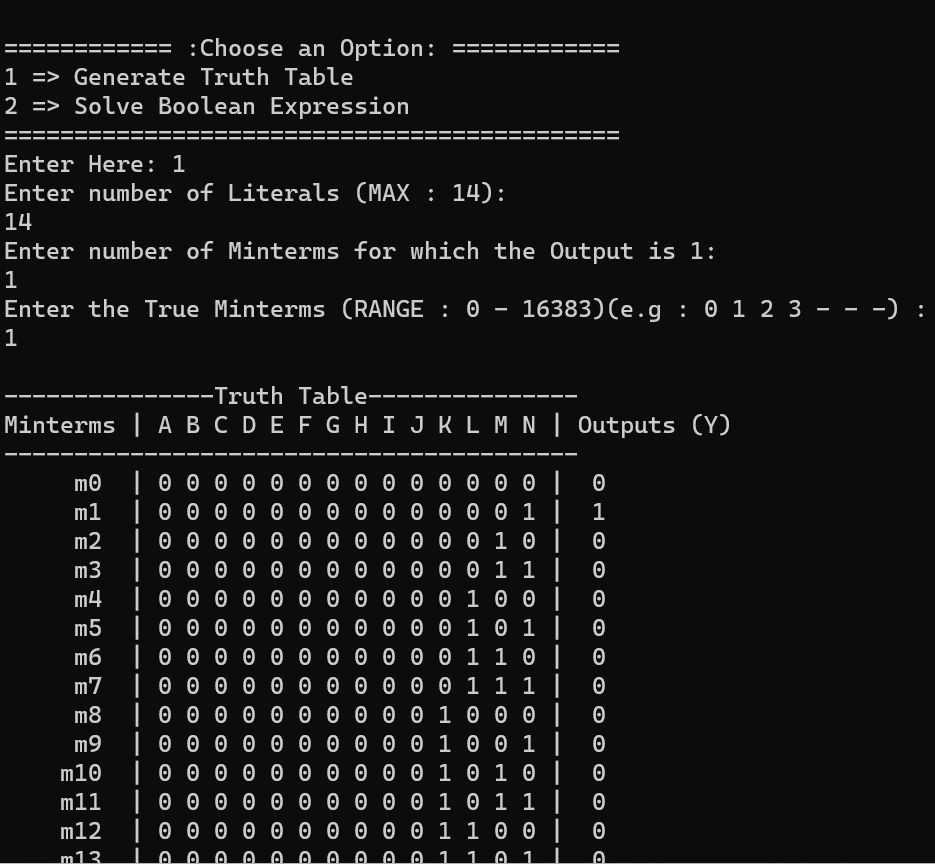 ============ :Choose an Option: ============
1 => Generate Truth Table
2 => Solve Boolean Expression
============================================
Enter Here: 1
Enter number of Literals (MAX : 14):
14
Enter number of Minterms for which the Output is 1:
1
Enter the True Minterms (RANGE : 0 - 16383)(e.g : 0 1 2 3 - - -) :
1
---------------Truth Table---------------
Minterms | A B C D E F G H I J K L M N | Outputs (Y)
-----------------------------------------
m0 | 0 0 0 0 0 0 0 0 0 0 0 0 0 0 | 0
m1 | 0 0 0 0 0 0 0 0 0 0 0 0 0 1 | 1
m2 | 0 0 0 0 0 0 0 0 0 0 0 0 1 0 | 0
m3 | 0 0 0 0 0 0 0 0 0 0 0 0 1 1 | 0
m4 | 0 0 0 0 0 0 0 0 0 0 0 1 0 0 | 0
m5 | 0 0 0 0 0 0 0 0 0 0 0 1 0 1 | 0
m6 | 0 0 0 0 0 0 0 0 0 0 0 1 1 0 | 0
m7 | 0 0 0 0 0 0 0 0 0 0 0 1 1 1 | 0
m8 | 0 0 0 0 0 0 0 0 0 0 1 0 0 0 | 0
m9 | 0 0 0 0 0 0 0 0 0 0 1 0 0 1 | 0
m10 | 0 0 0 0 0 0 0 0 0 0 1 0 1 0 | 0
m11 | 0 0 0 0 0 0 0 0 0 0 1 0 1 1 | 0
m12 | 0 0 0 0 0 0 0 0 0 0 1 1 0 0 | 0
m13 | 0 0 0 0 0 0 0 0 0 0 1 1 0 1 | 0